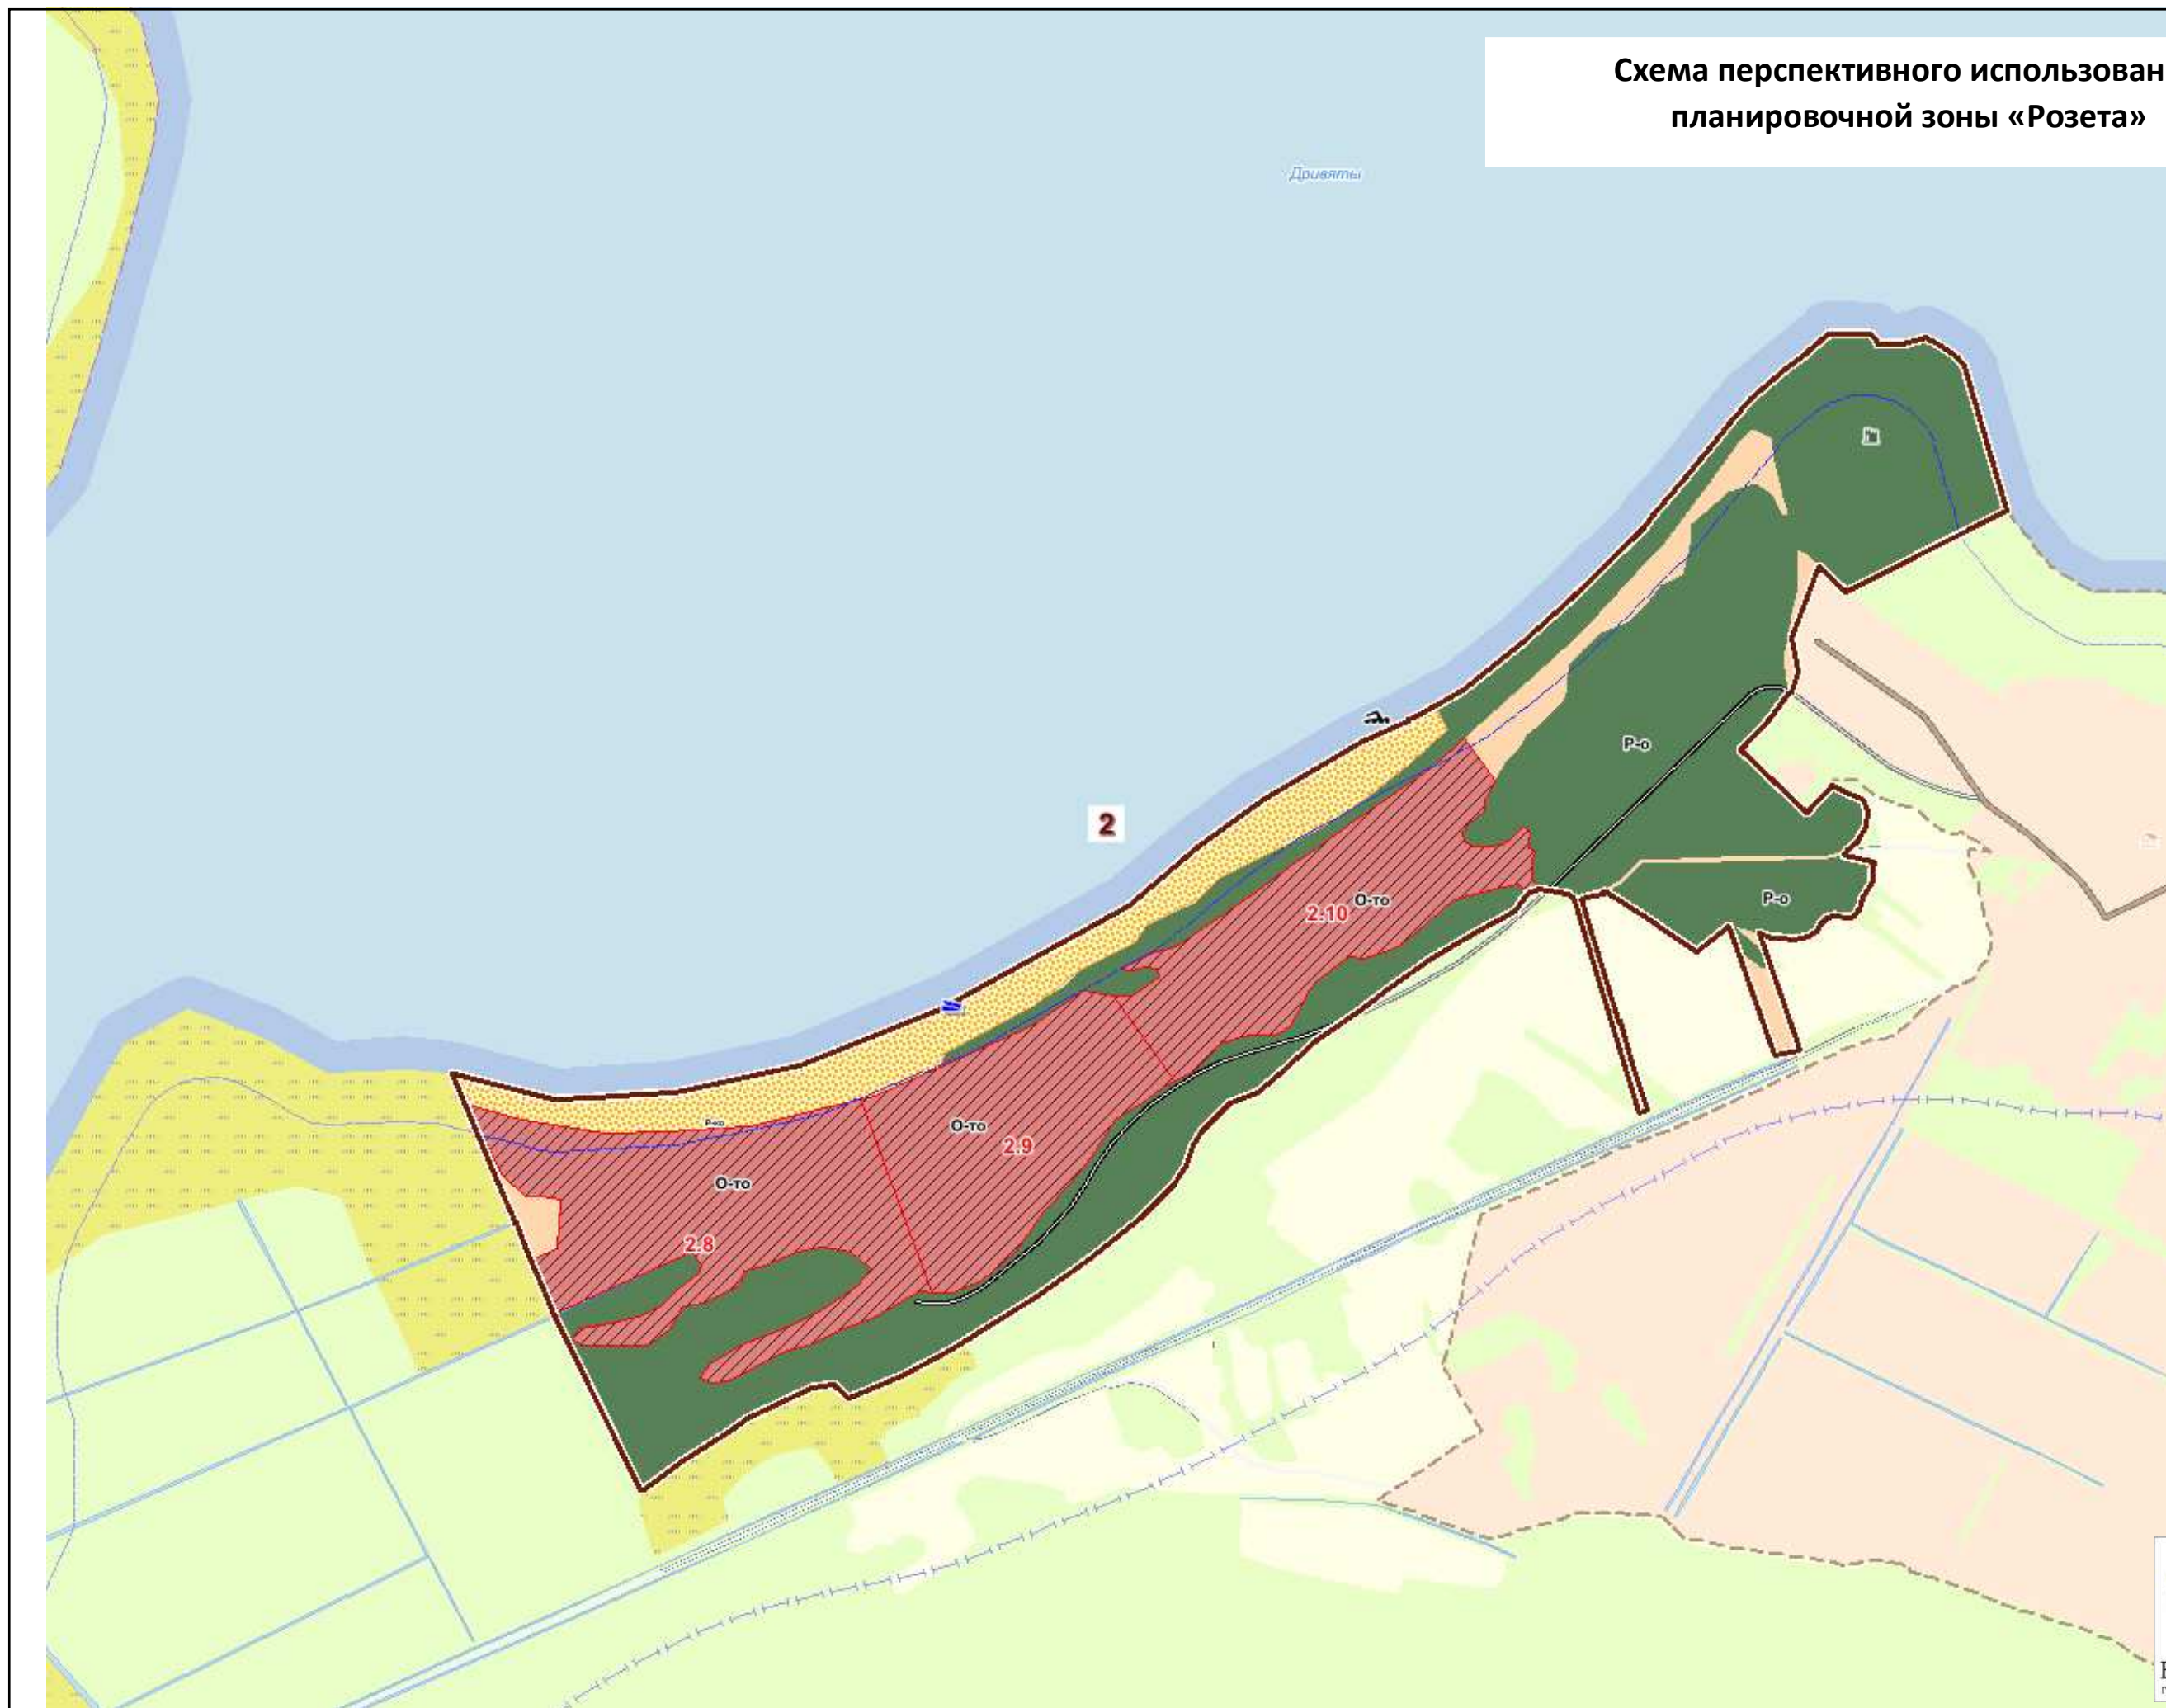 Схема перспективного использован
планировочной зоны «Розета»
Дривяты
Р-о
2
О-то
2.10
Р-о
О-то
2.9
О-то
2.8